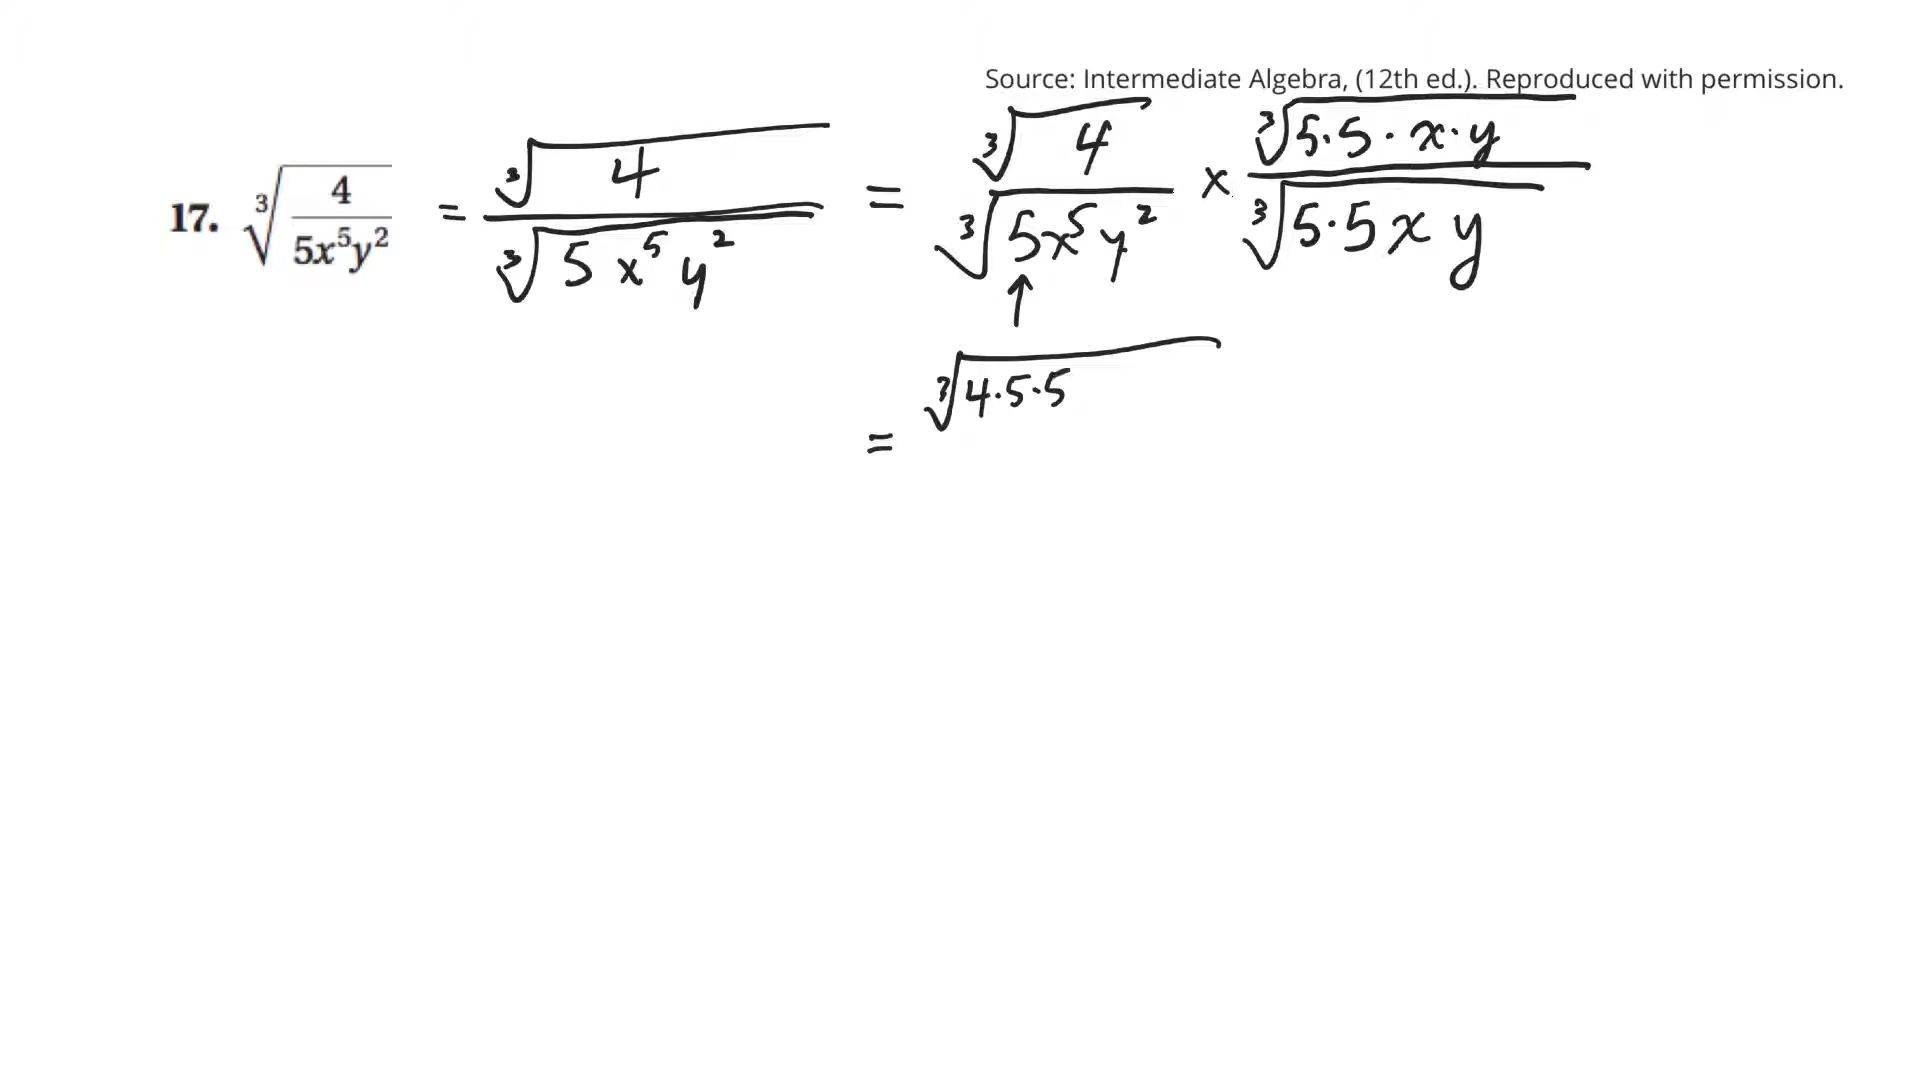 Source: Intermediate Algebra, (12th ed.). Reproduced with permission.
17. ∛(4/(5x⁵y²)) = ∛4 / ∛(5x⁵y²) = ∛4 / ∛(5x⁵y²) × ∛(5·5·x·y) / ∛(5·5xy)
↑
= ∛(4·5·5